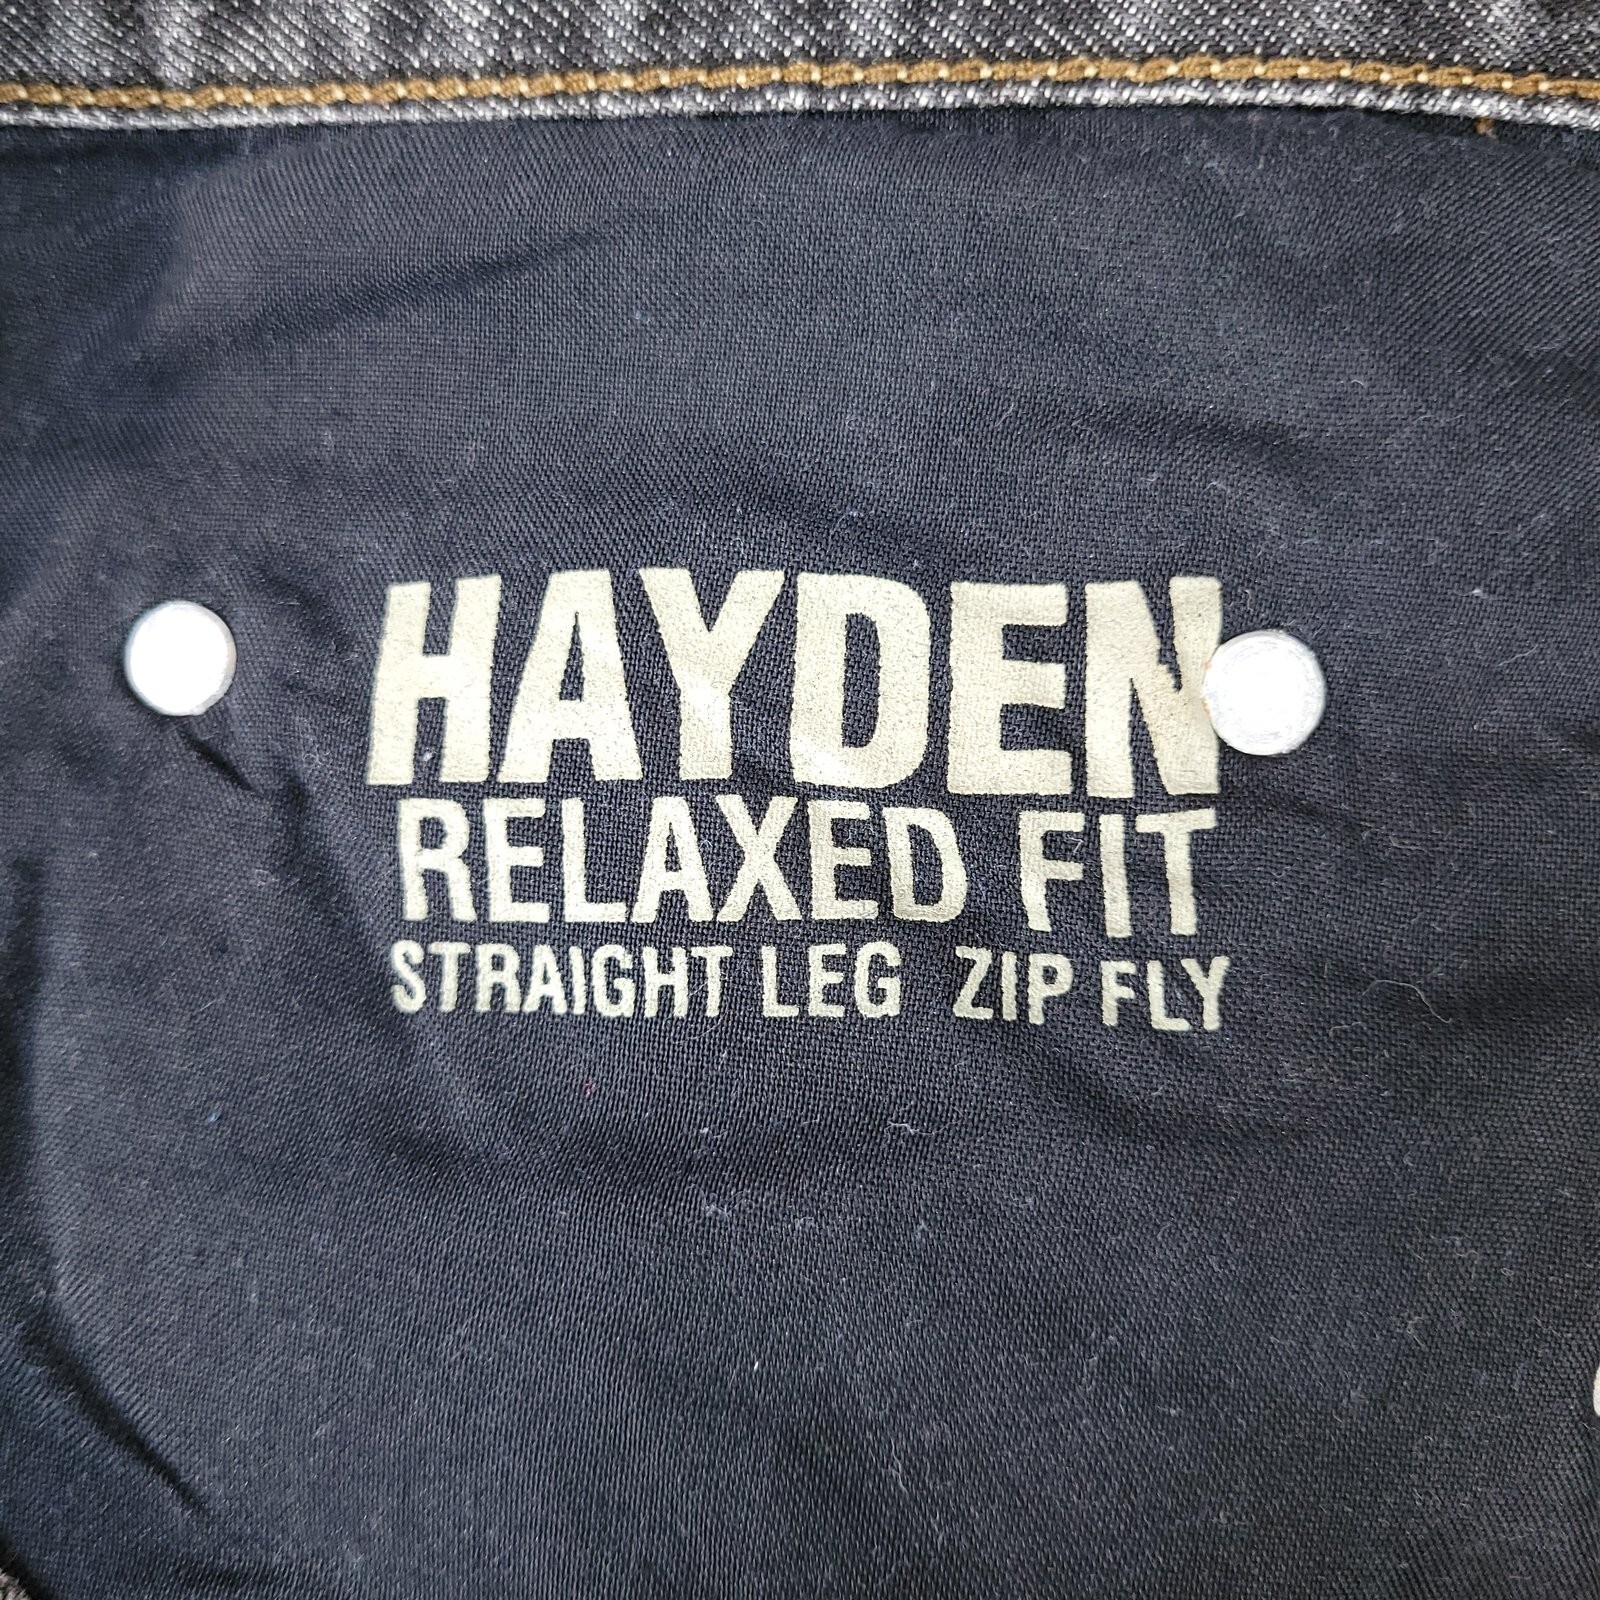 HAYDEN
RELAXED FIT
STRAIGHT LEG ZIP FLY